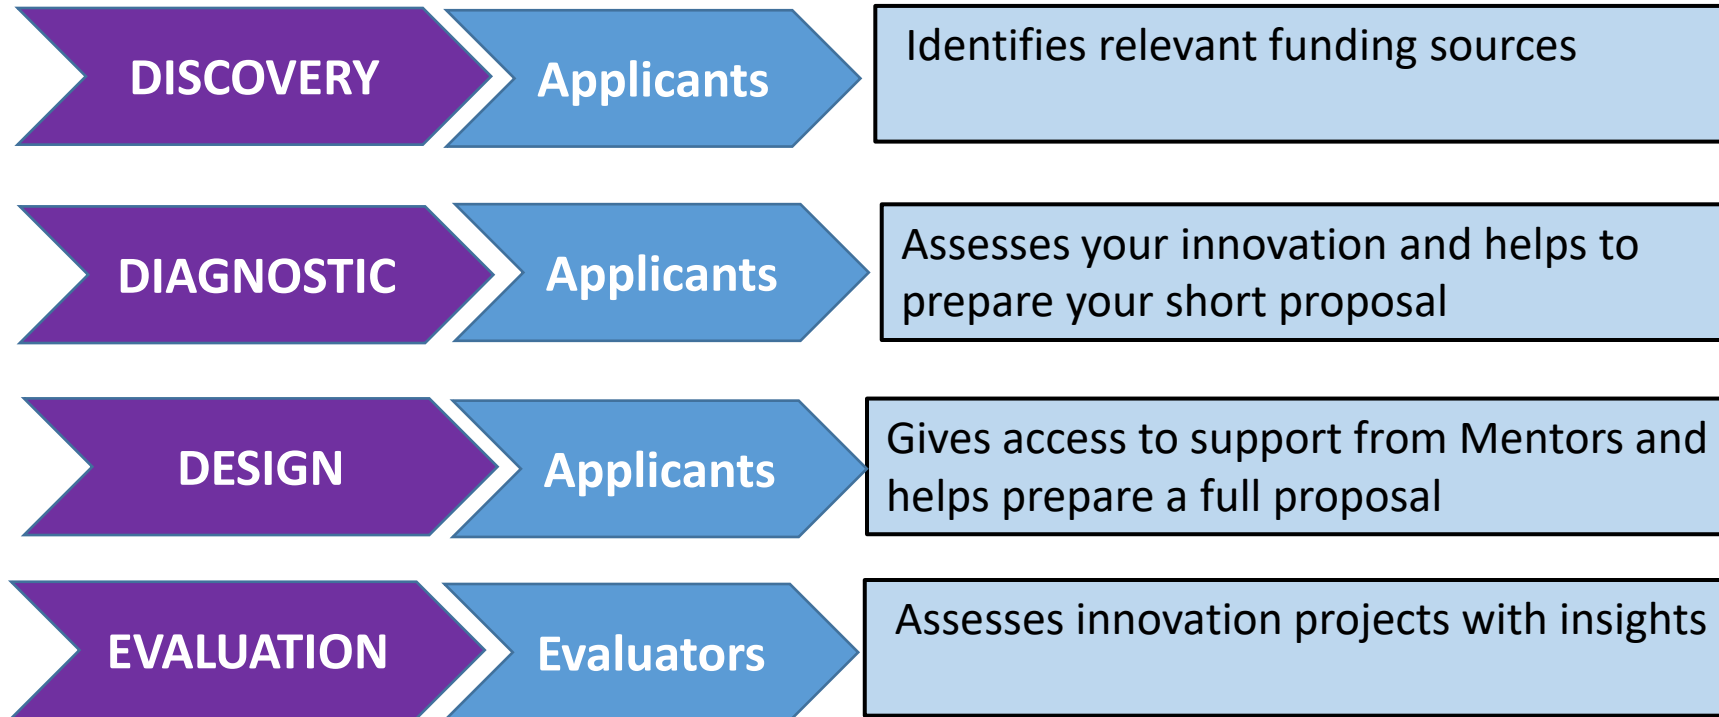 DISCOVERY
Applicants
Identifies relevant funding sources
DIAGNOSTIC
Applicants
Assesses your innovation and helps to
prepare your short proposal
DESIGN
Applicants
Gives access to support from Mentors and
helps prepare a full proposal
EVALUATION
Evaluators
Assesses innovation projects with insights